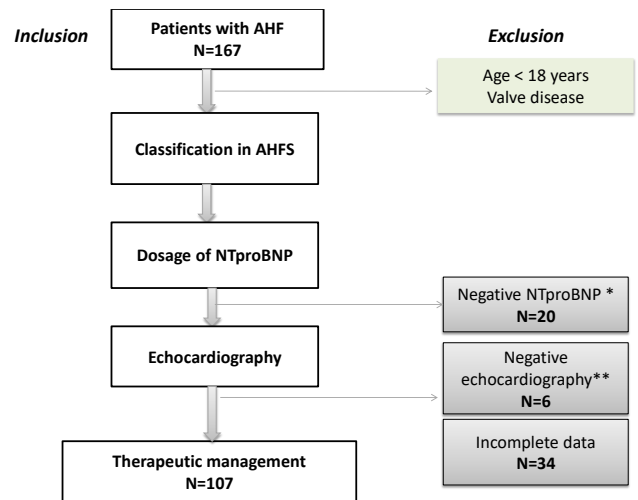 Inclusion
Patients with AHF
N=167
Exclusion
Age < 18 years
Valve disease
Classification in AHFS
Dosage of NTproBNP
Negative NTproBNP *
N=20
Echocardiography
Negative
echocardiography**
N=6
Incomplete data
N=34
Therapeutic management
N=107